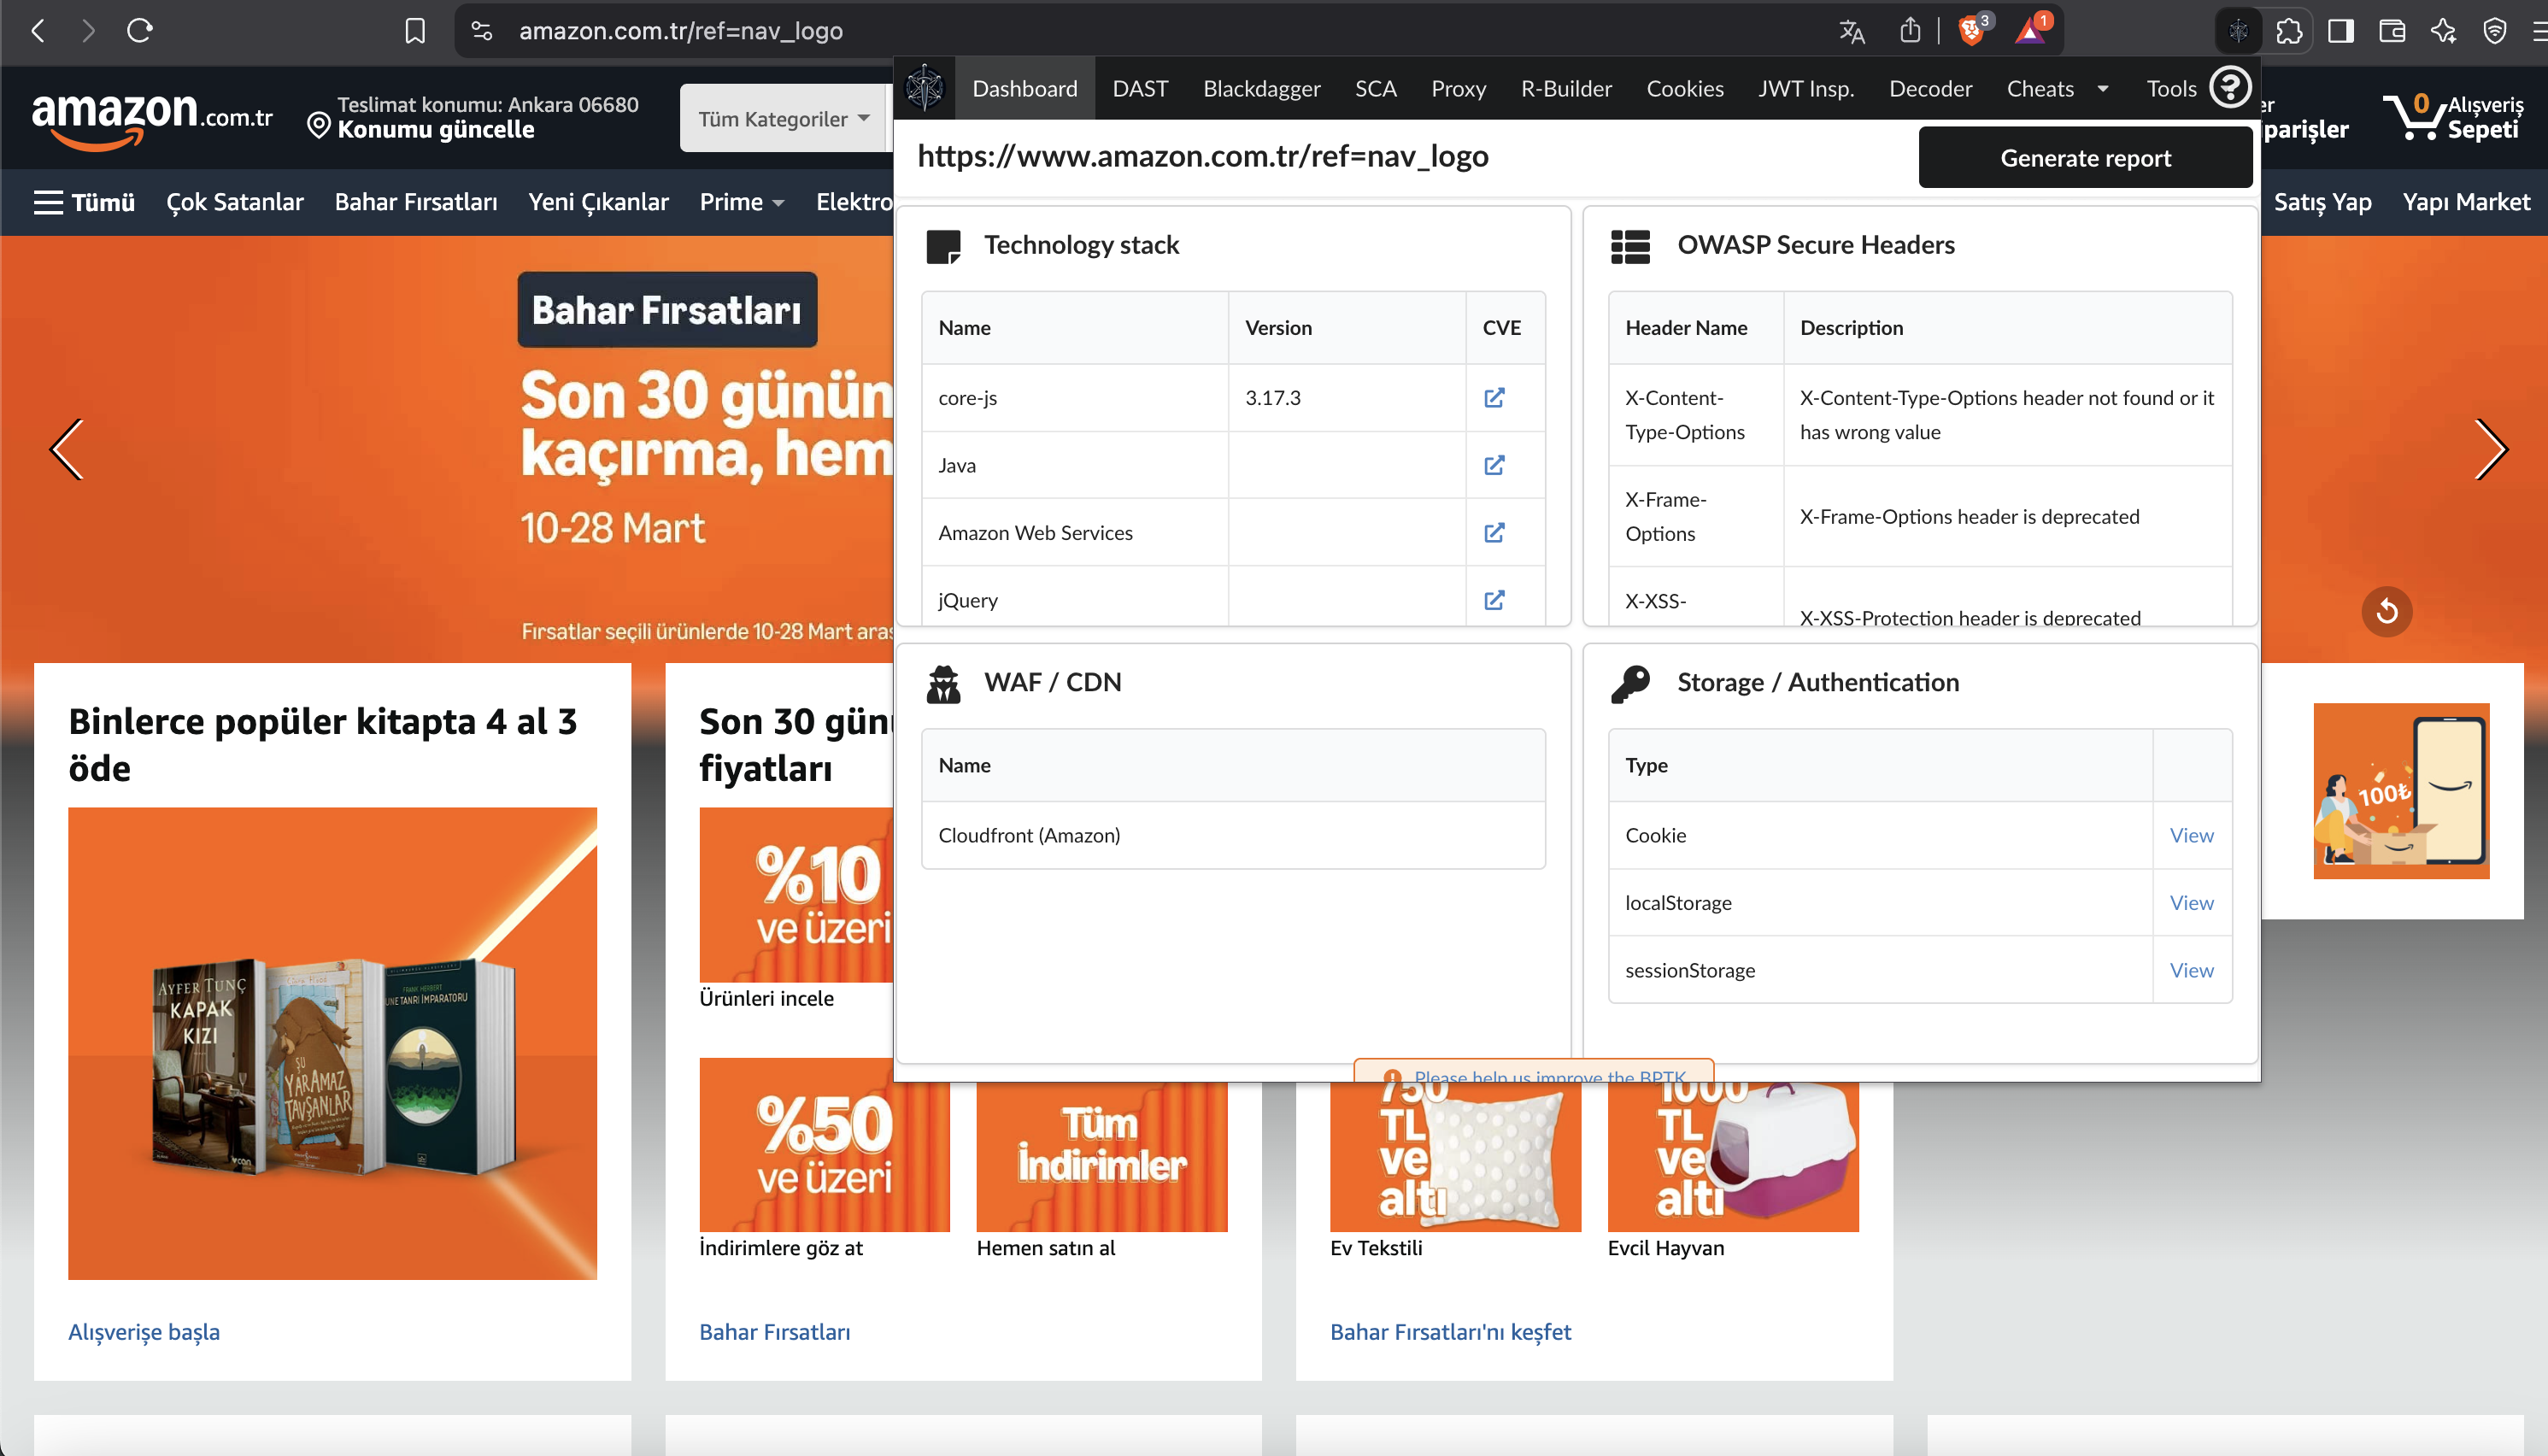 amazon.com.tr/ref=nav_logo
3
1
amazon.com.tr
Teslimat konumu: Ankara 06680
Konumu güncelle
Tüm Kategoriler
er
parişler
0
Alışveriş
Sepeti
Tümü
Çok Satanlar
Bahar Fırsatları
Yeni Çıkanlar
Prime
Elektro
Satış Yap
Yapı Market
Dashboard
DAST
Blackdagger
SCA
Proxy
R-Builder
Cookies
JWT Insp.
Decoder
Cheats
Tools
https://www.amazon.com.tr/ref=nav_logo
Generate report
Technology stack
Name
Version
CVE
core-js
3.17.3
Java
Amazon Web Services
jQuery
OWASP Secure Headers
Header Name
Description
X-Content-
Type-Options
X-Content-Type-Options header not found or it
has wrong value
X-Frame-
Options
X-Frame-Options header is deprecated
X-XSS-
X-XSS-Protection header is deprecated
WAF / CDN
Name
Cloudfront (Amazon)
Storage / Authentication
Type
Cookie
View
localStorage
View
sessionStorage
View
Please help us improve the BPTK
Bahar Fırsatları
Son 30 günün
kaçırma, hem
10-28 Mart
Fırsatlar seçili ürünlerde 10-28 Mart aras
Binlerce popüler kitapta 4 al 3
öde
AYFER TUNÇ
KAPAK
KIZI
can
ŞU
YARAMAZ
TAVŞANLAR
FRANK HERBERT
DUNE TANRI İMPARATORU
Alışverişe başla
Son 30 gün
fiyatları
%10
ve üzeri
Ürünleri incele
%50
ve üzeri
İndirimlere göz at
Tüm
İndirimler
Hemen satın al
Bahar Fırsatları
750
TL
ve
altı
Ev Tekstili
1000
TL
ve
altı
Evcil Hayvan
Bahar Fırsatları'nı keşfet
100₺